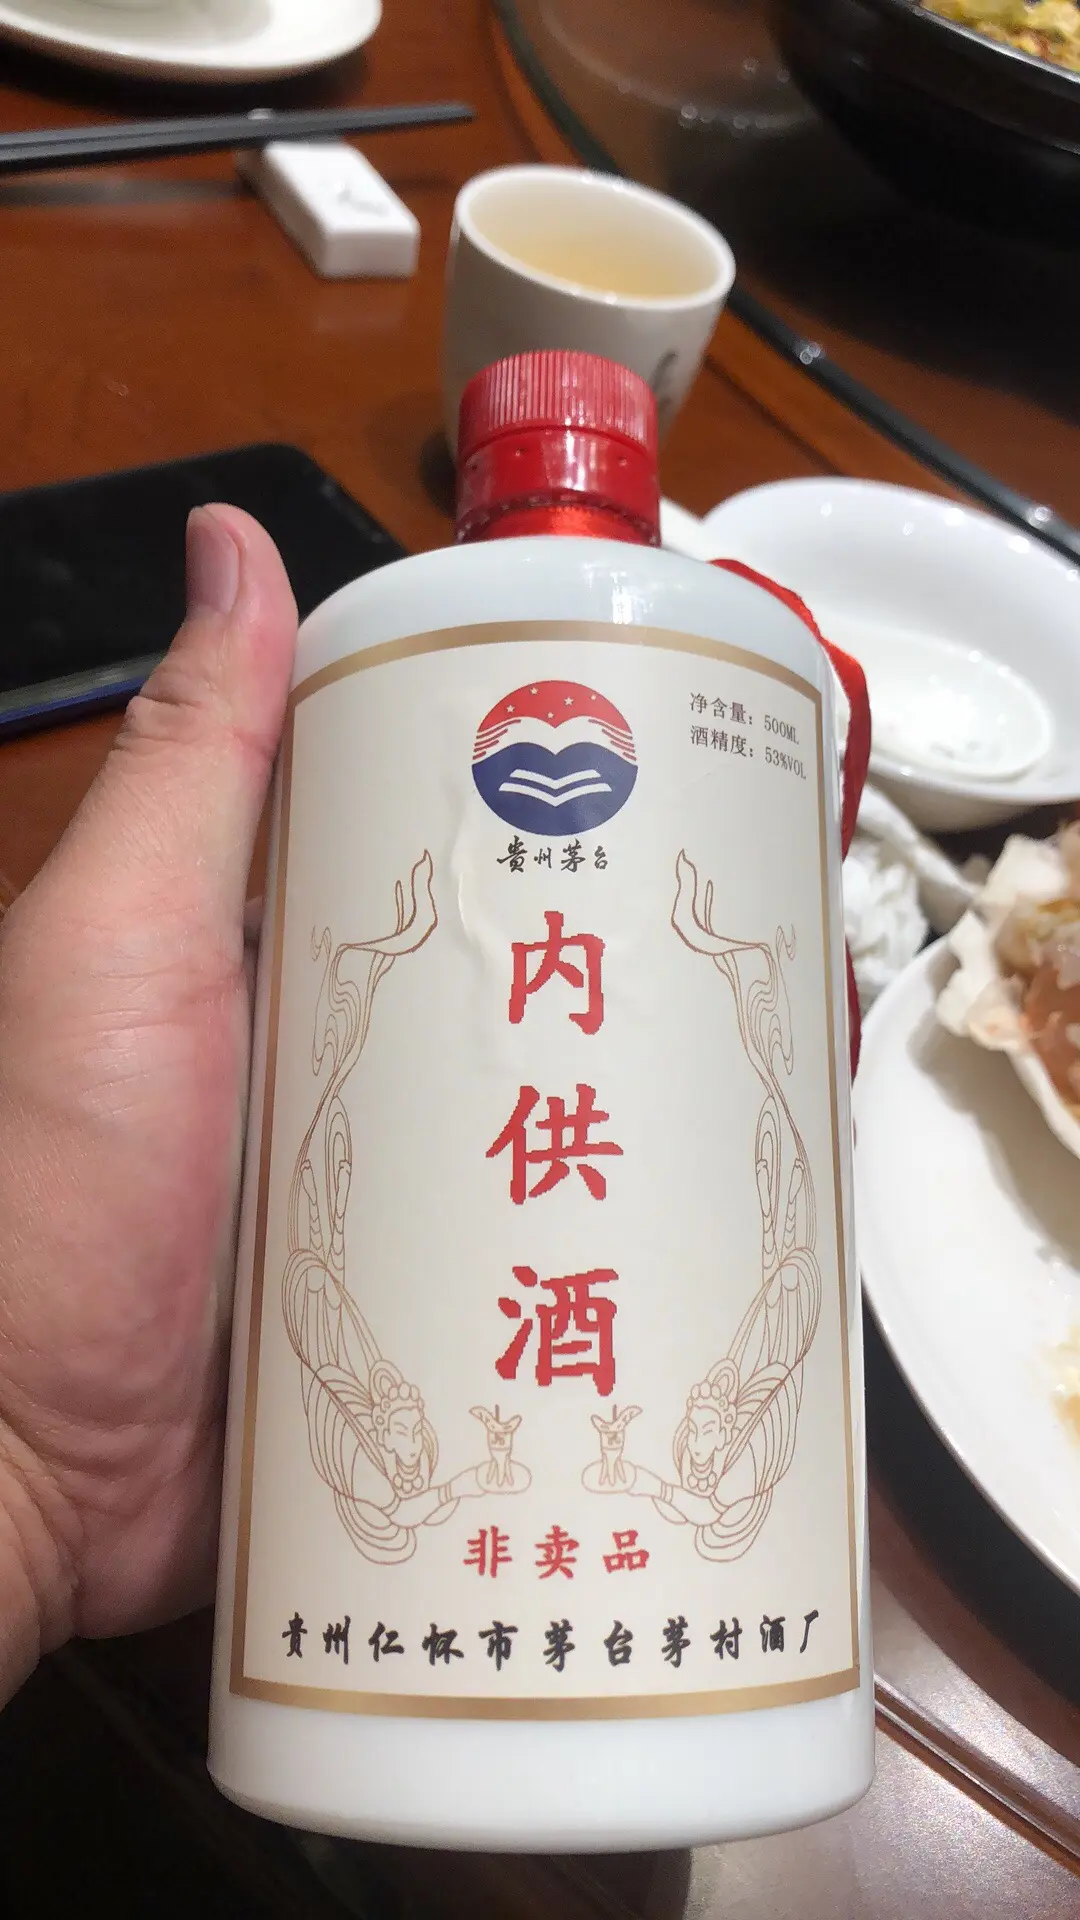 净含量：500ML
酒精度：53%VOL
贵州茅台
内
供
酒
非卖品
贵州仁怀市茅台茅村酒厂